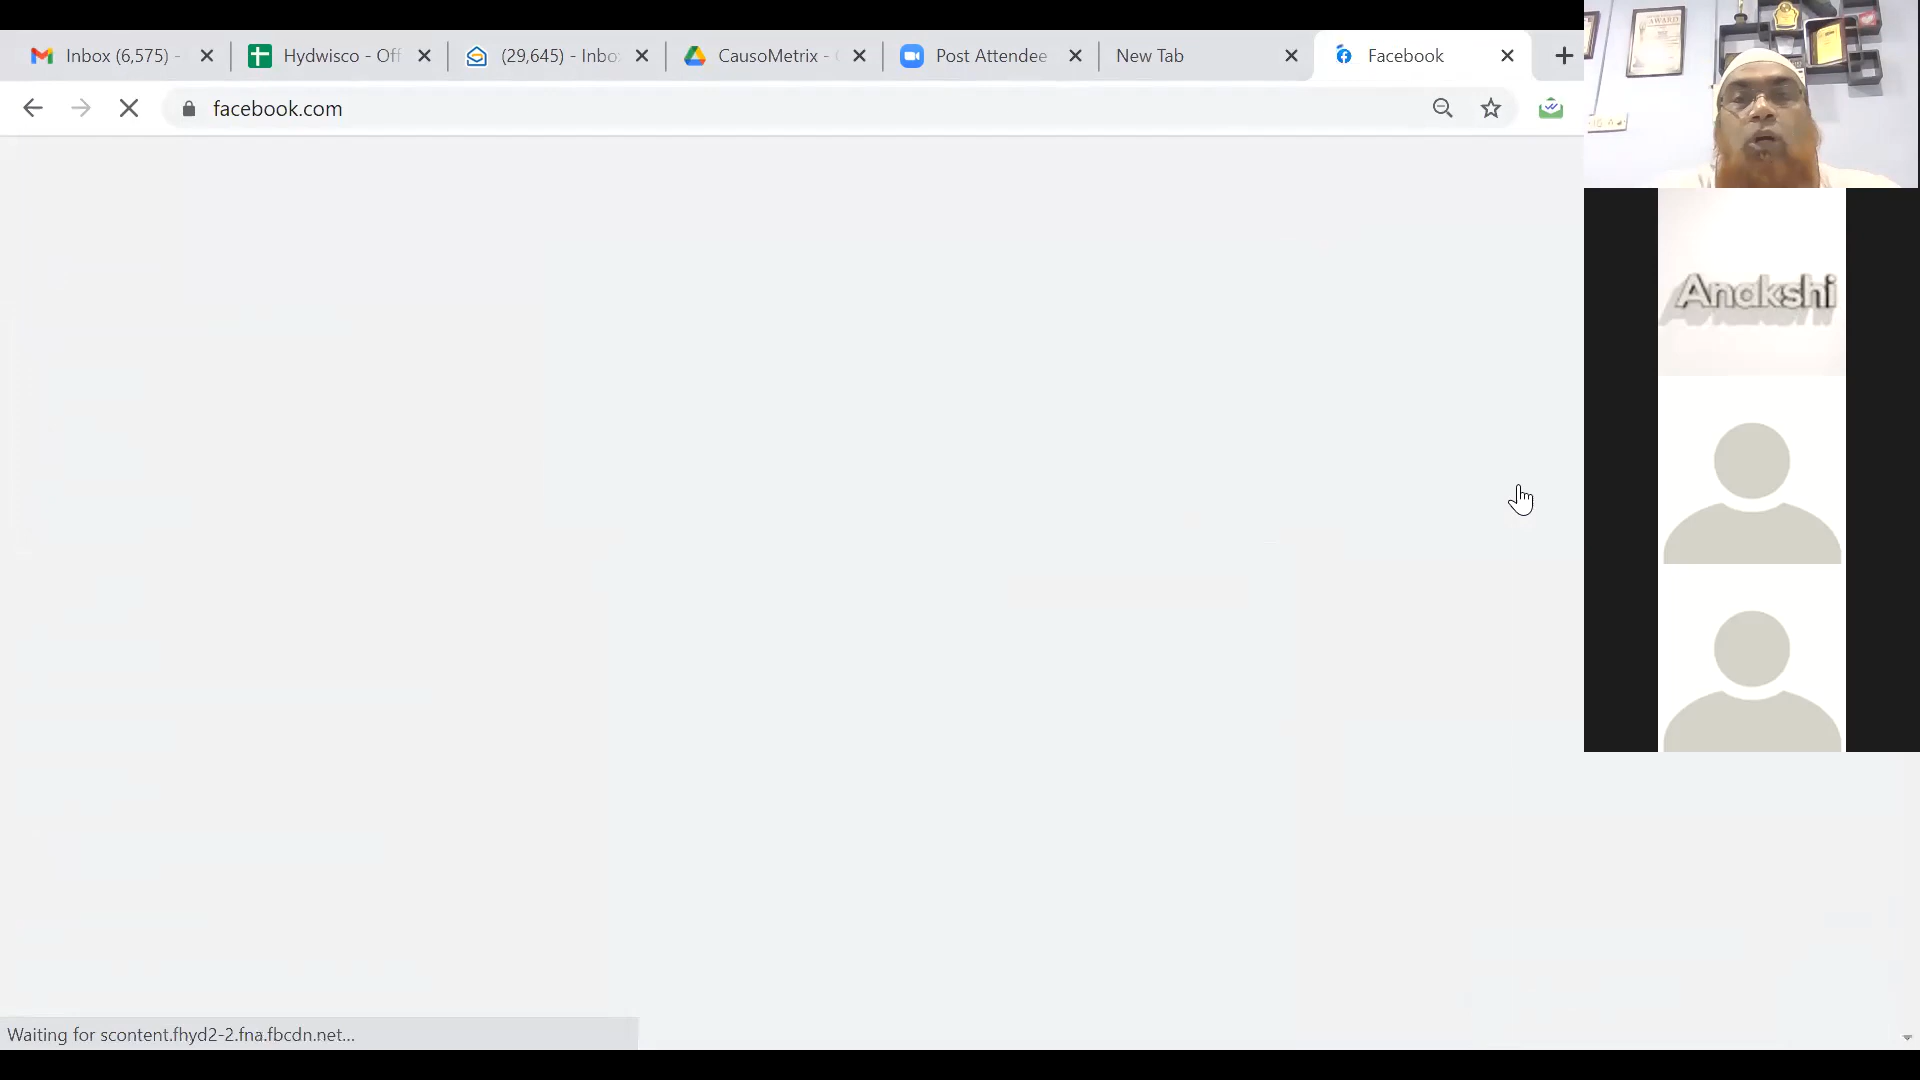 Inbox (6,575) -
Hydwisco - Off
(29,645) - Inbo
CausoMetrix -
Post Attendee
New Tab
Facebook
facebook.com
AWARD
Anakshi
Waiting for scontent.fhyd2-2.fna.fbcdn.net...